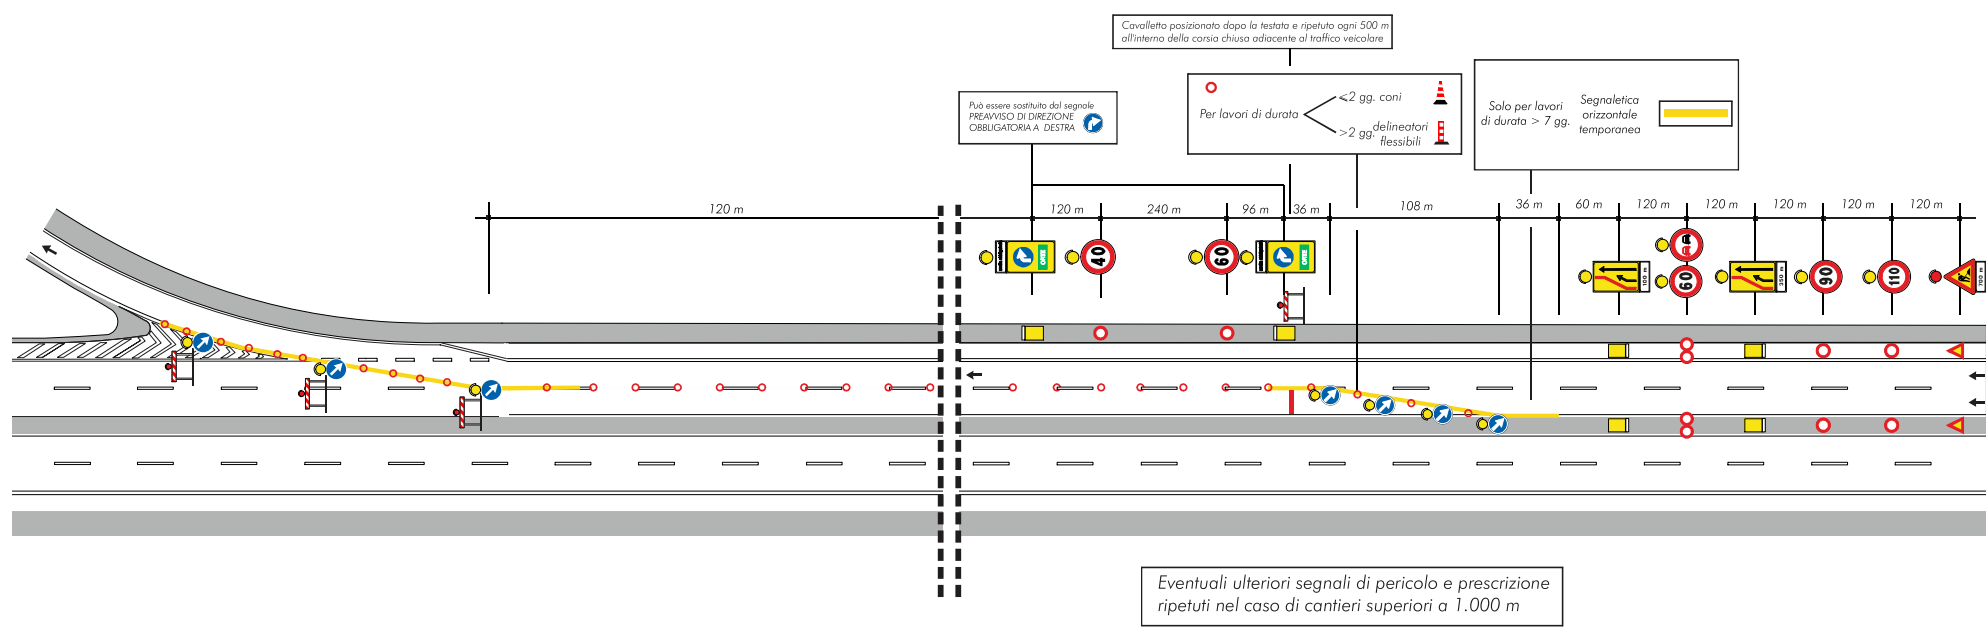 Cavalletto posizionato dopo la testata e ripetuto ogni 500 m
all'interno della corsia chiusa adiacente al traffico veicolare
Può essere sostituito dal segnale
PREAVVISO DI DIREZIONE
OBBLIGATORIA A DESTRA
Per lavori di durata
<2 gg. coni
>2 gg. delineatori
flessibili
Solo per lavori
di durata > 7 gg.
Segnaletica
orizzontale
temporanea
120 m
120 m
240 m
96 m
36 m
108 m
36 m
60 m
120 m
120 m
120 m
120 m
120 m
40
60
100 m
60
350 m
90
110
700 m
Eventuali ulteriori segnali di pericolo e prescrizione
ripetuti nel caso di cantieri superiori a 1.000 m